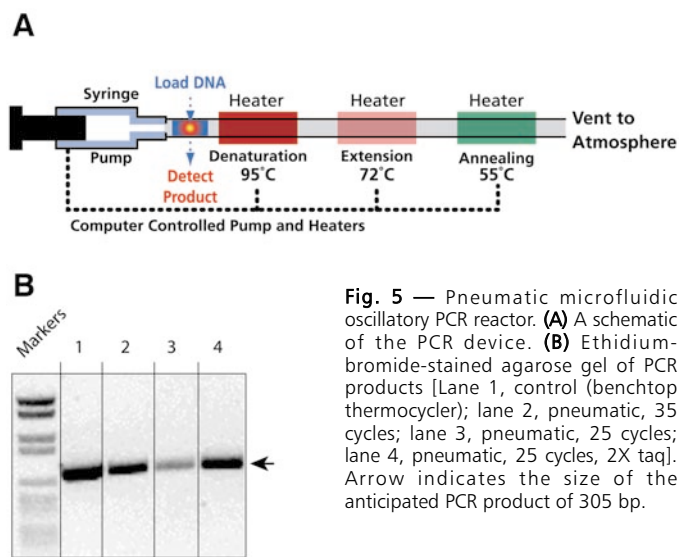 A
Load DNA
Syringe
Heater
Heater
Heater
Vent to
Atmosphere
Pump
Denaturation
Extension
Annealing
Detect
Product
95˚C
72˚C
55˚C
Computer Controlled Pump and Heaters
B
Markers
1
2
3
4
Fig. 5 — Pneumatic microfluidic
oscillatory PCR reactor. (A) A schematic
of the PCR device. (B) Ethidium-
bromide-stained agarose gel of PCR
products [Lane 1, control (benchtop
thermocycler); lane 2, pneumatic, 35
cycles; lane 3, pneumatic, 25 cycles;
lane 4, pneumatic, 25 cycles, 2X taq].
Arrow indicates the size of the
anticipated PCR product of 305 bp.